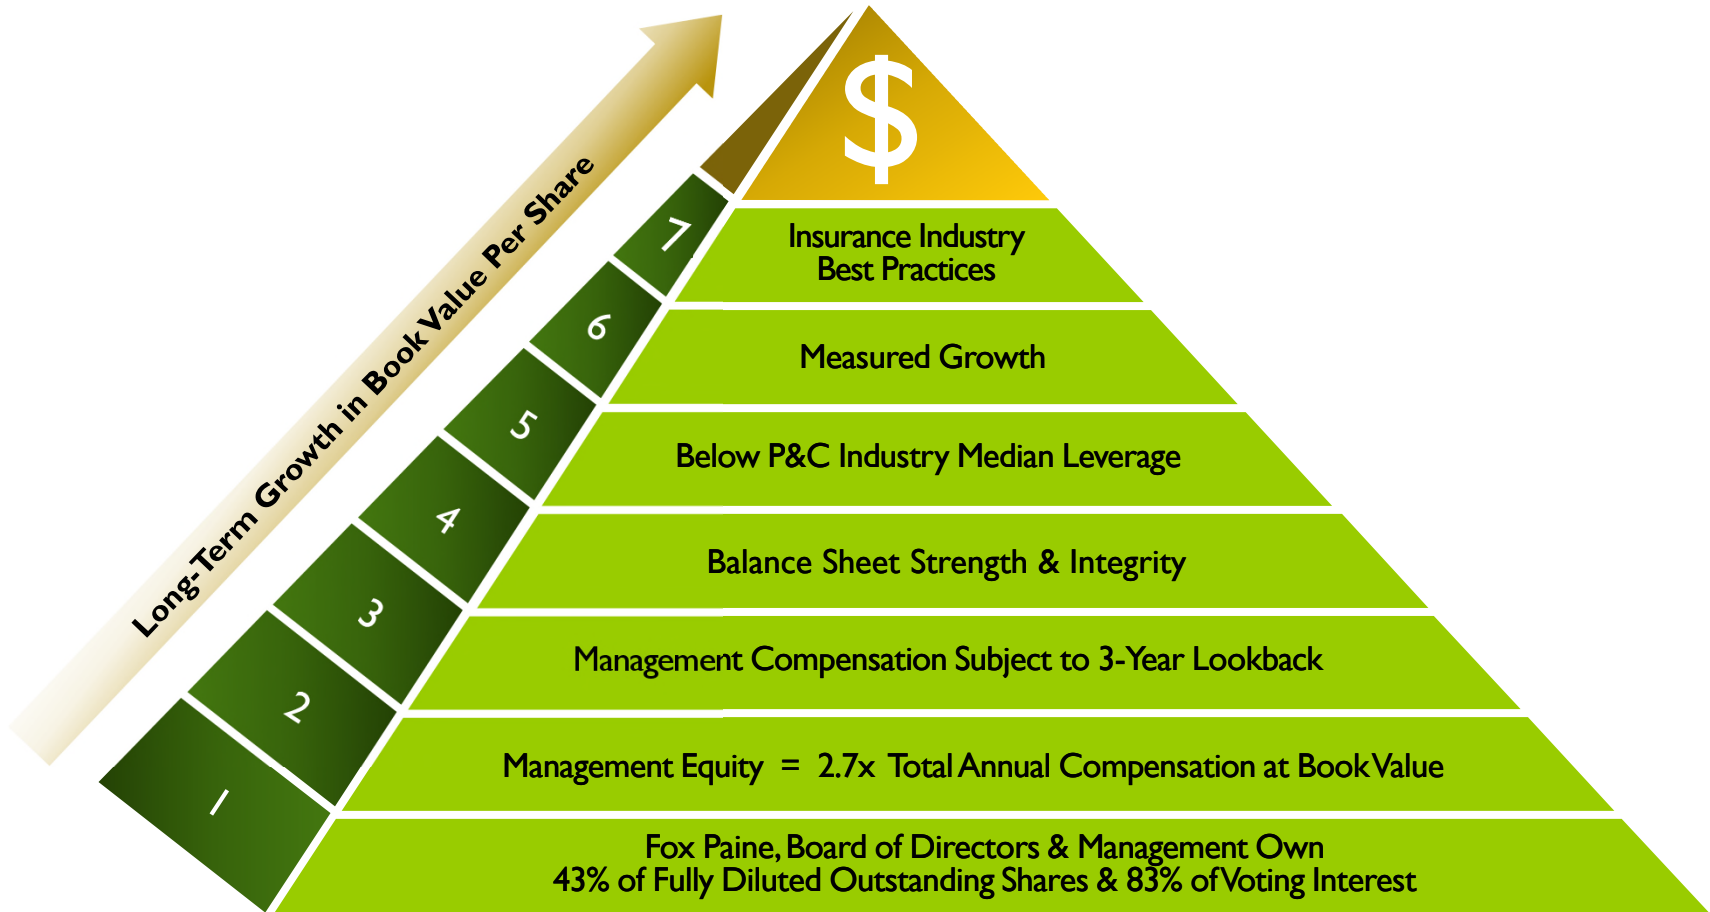 $
Long-Term Growth in Book Value Per Share
7
Insurance Industry
Best Practices
6
Measured Growth
5
Below P&C Industry Median Leverage
4
Balance Sheet Strength & Integrity
3
Management Compensation Subject to 3-Year Lookback
2
Management Equity = 2.7x Total Annual Compensation at Book Value
1
Fox Paine, Board of Directors & Management Own
43% of Fully Diluted Outstanding Shares & 83% of Voting Interest